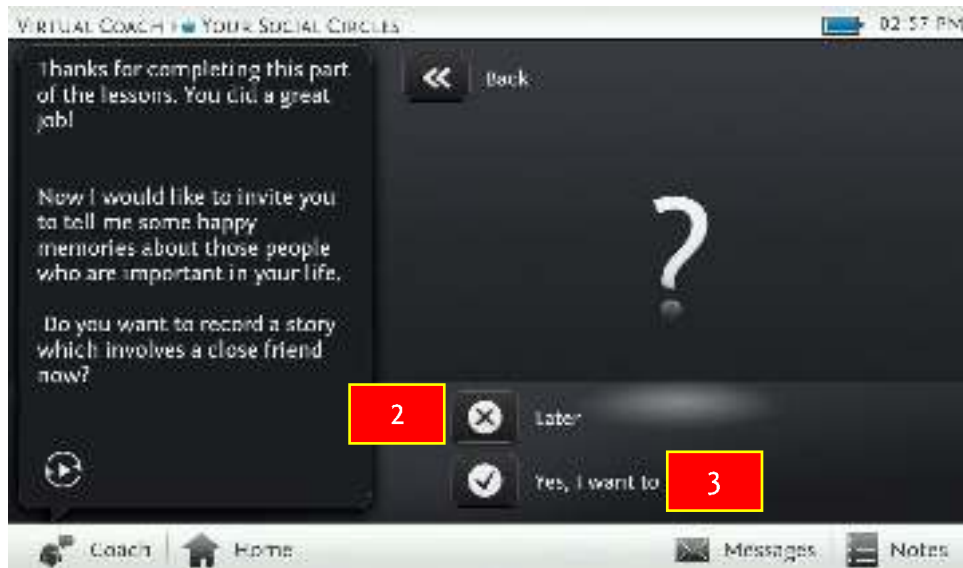 VIRTUAL COACH YOUR SOCIAL CIRCLES
02:57 PM
Thanks for completing this part
of the lessons. You did a great
job!
Now I would like to invite you
to tell me some happy
memories about those people
who are important in your life.
Do you want to record a story
which involves a close friend
now?
Back
?
2
Later
Yes, I want to
3
Coach
Home
Messages
Notes